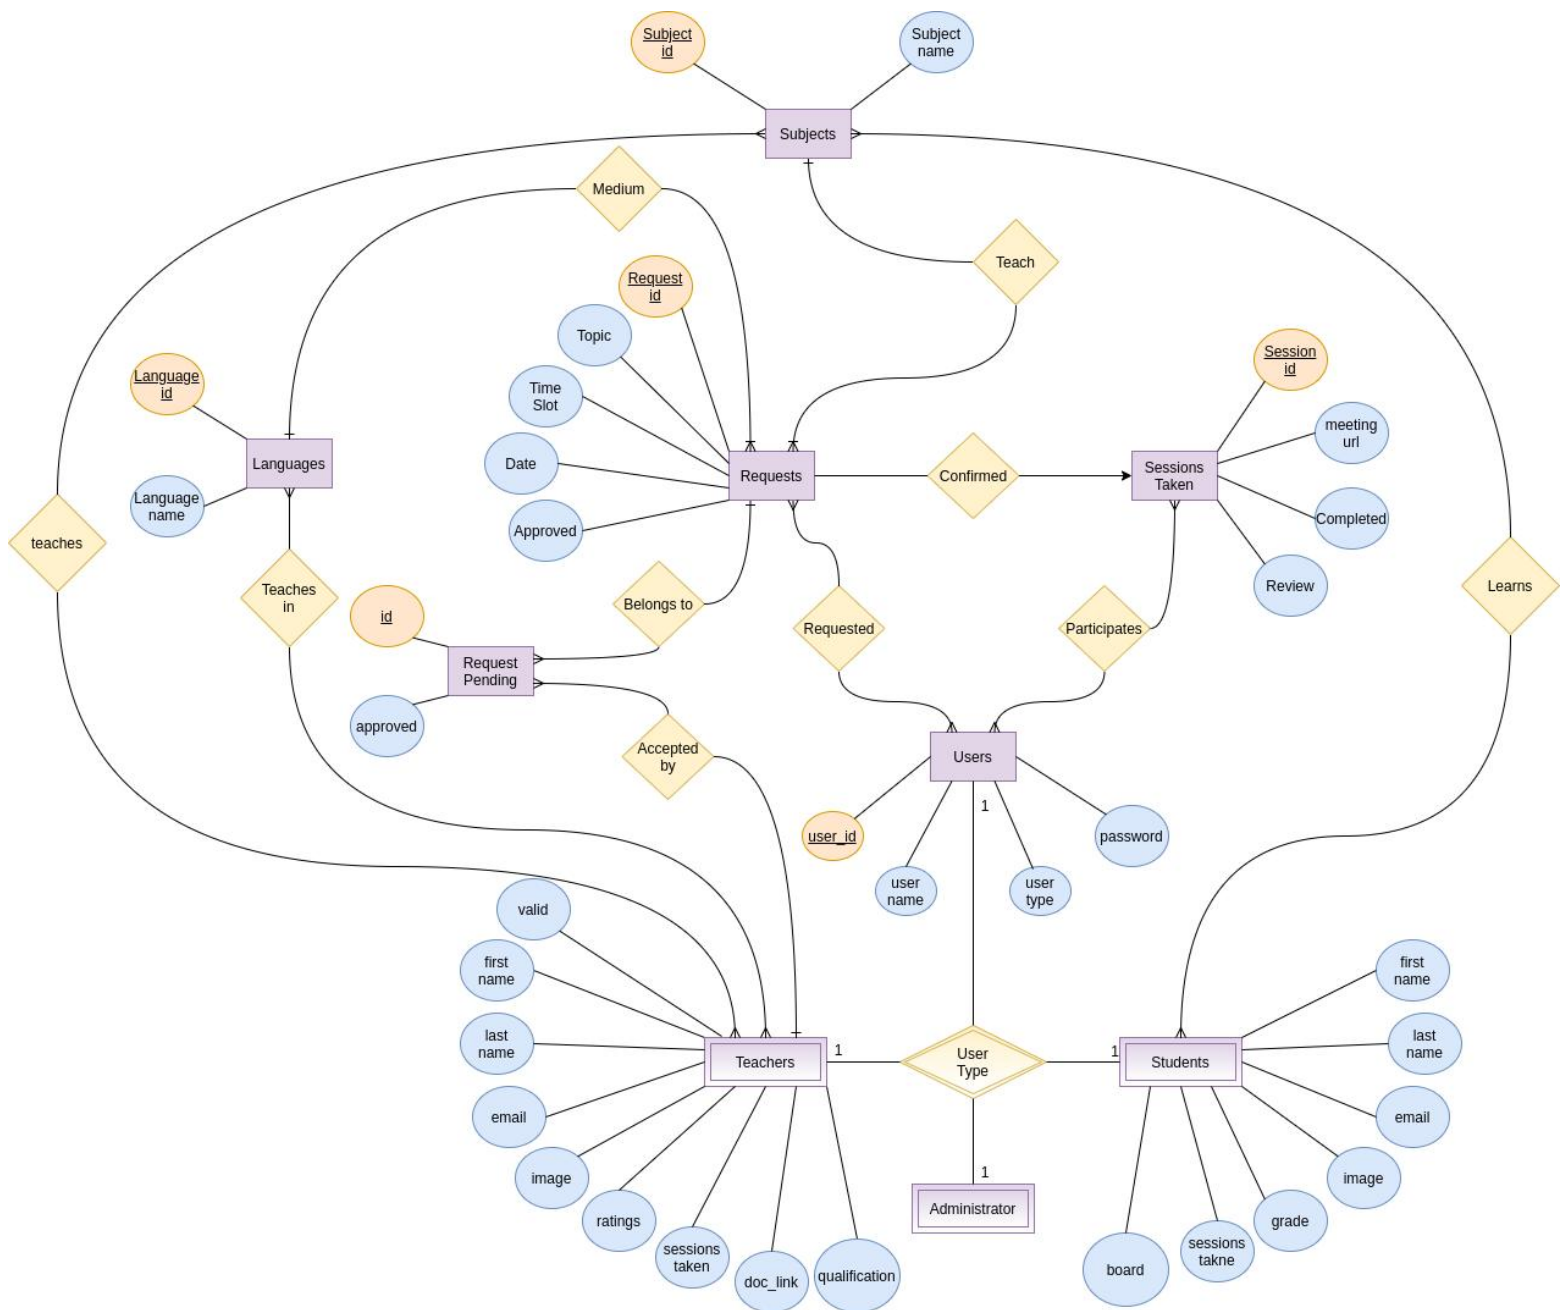 Subject
id
Subject
name
Subjects
Medium
Teach
Request
id
Topic
Time
Slot
Date
Approved
Requests
Language
id
Languages
Language
name
Session
id
meeting
url
Sessions
Taken
Completed
Review
Confirmed
teaches
Teaches
in
Belongs to
Requested
Participates
Learns
id
Request
Pending
approved
Accepted
by
Users
1
user_id
user
name
user
type
password
valid
first
name
last
name
email
image
ratings
sessions
taken
doc_link
qualification
Teachers
1
User
Type
1
Students
1
Administrator
first
name
last
name
email
image
grade
sessions
takne
board